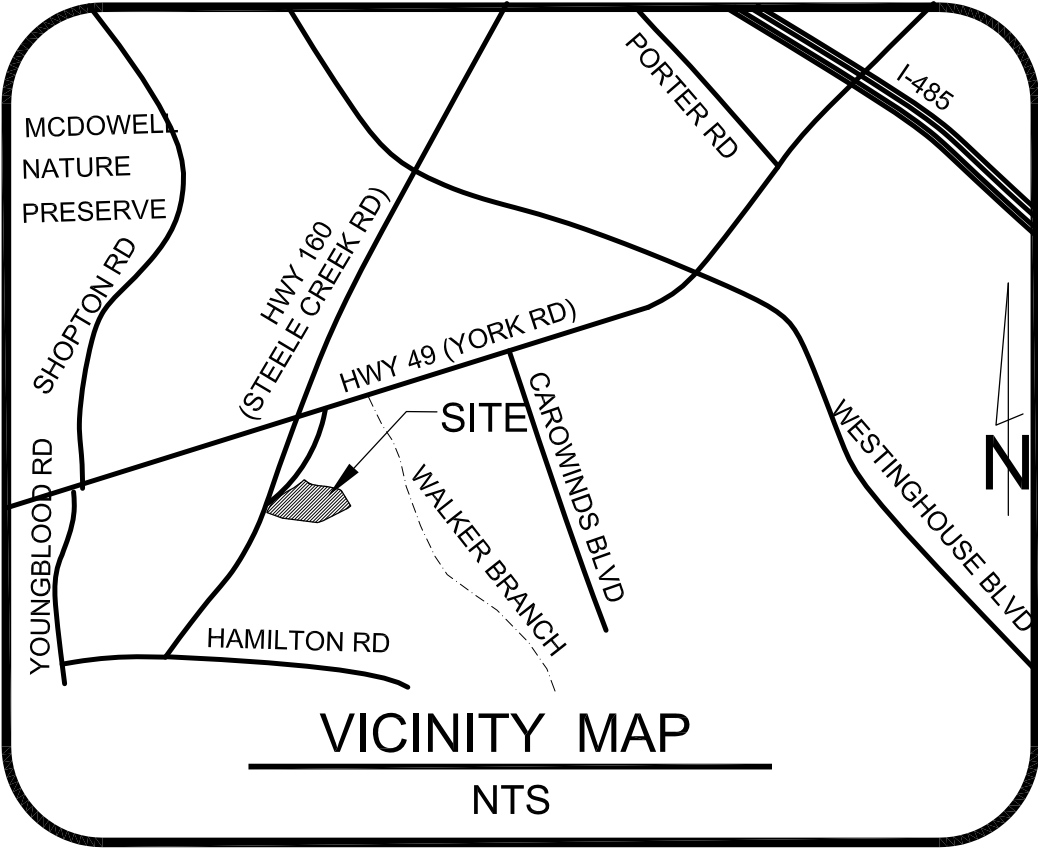 PORTER RD
I-485
MCDOWELL
NATURE
PRESERVE
SHOPTON RD
HWY 160
(STEELE CREEK RD)
HWY 49 (YORK RD)
SITE
CAROWINDS BLVD
WESTINGHOUSE BLVD
N
YOUNGBLOOD RD
WALKER BRANCH
HAMILTON RD
VICINITY MAP
NTS